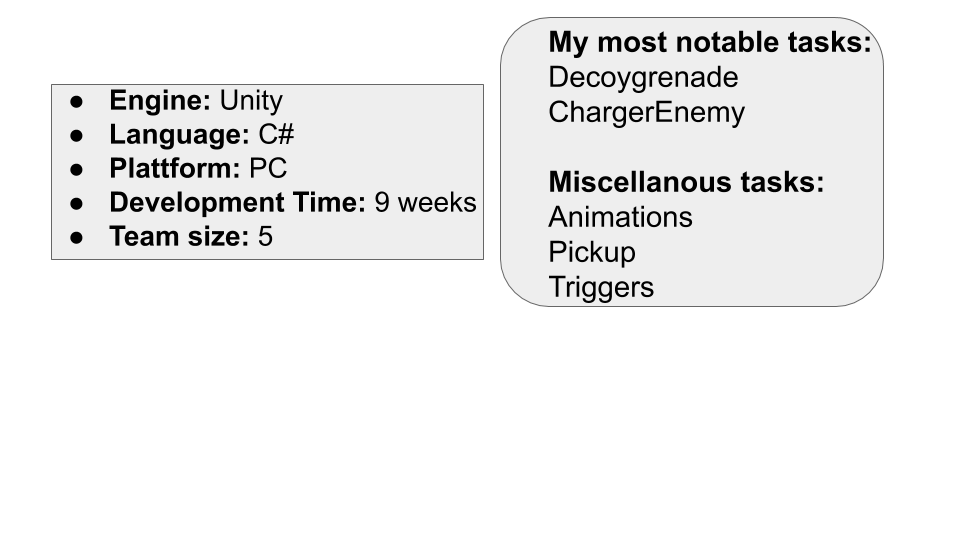 ● Engine: Unity
● Language: C#
● Plattform: PC
● Development Time: 9 weeks
● Team size: 5
My most notable tasks:
Decoygrenade
ChargerEnemy
Miscellanous tasks:
Animations
Pickup
Triggers